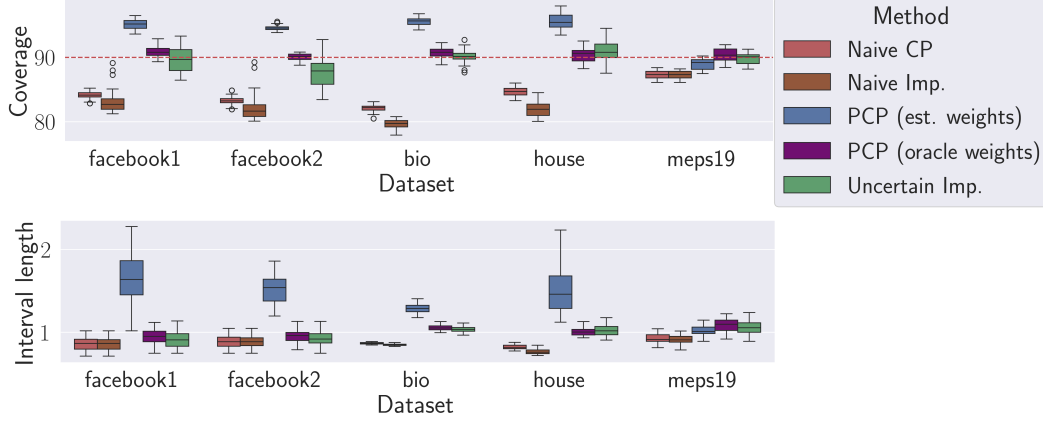 Coverage
90
80
facebook1 facebook2 bio house meps19
Dataset
Method
Naive CP
Naive Imp.
PCP (est. weights)
PCP (oracle weights)
Uncertain Imp.
Interval length
2
1
facebook1 facebook2 bio house meps19
Dataset